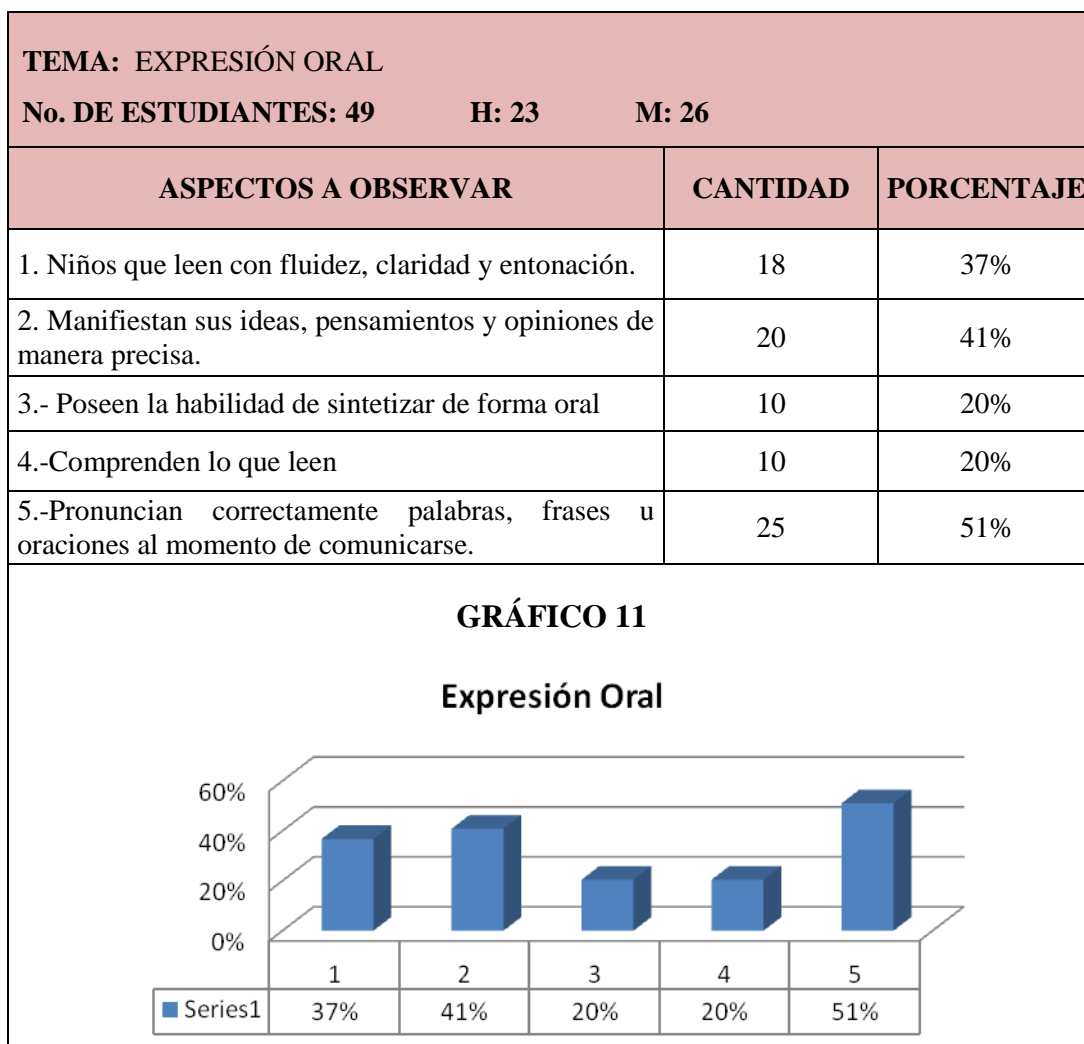 TEMA: EXPRESIÓN ORAL
No. DE ESTUDIANTES: 49 H: 23 M: 26
ASPECTOS A OBSERVAR CANTIDAD PORCENTAJE
1. Niños que leen con fluidez, claridad y entonación. 18 37%
2. Manifiestan sus ideas, pensamientos y opiniones de
manera precisa. 20 41%
3.- Poseen la habilidad de sintetizar de forma oral 10 20%
4.-Comprenden lo que leen 10 20%
5.-Pronuncian correctamente palabras, frases u
oraciones al momento de comunicarse. 25 51%
GRÁFICO 11
Expresión Oral
60%
40%
20%
0%
1 2 3 4 5
Series1 37% 41% 20% 20% 51%